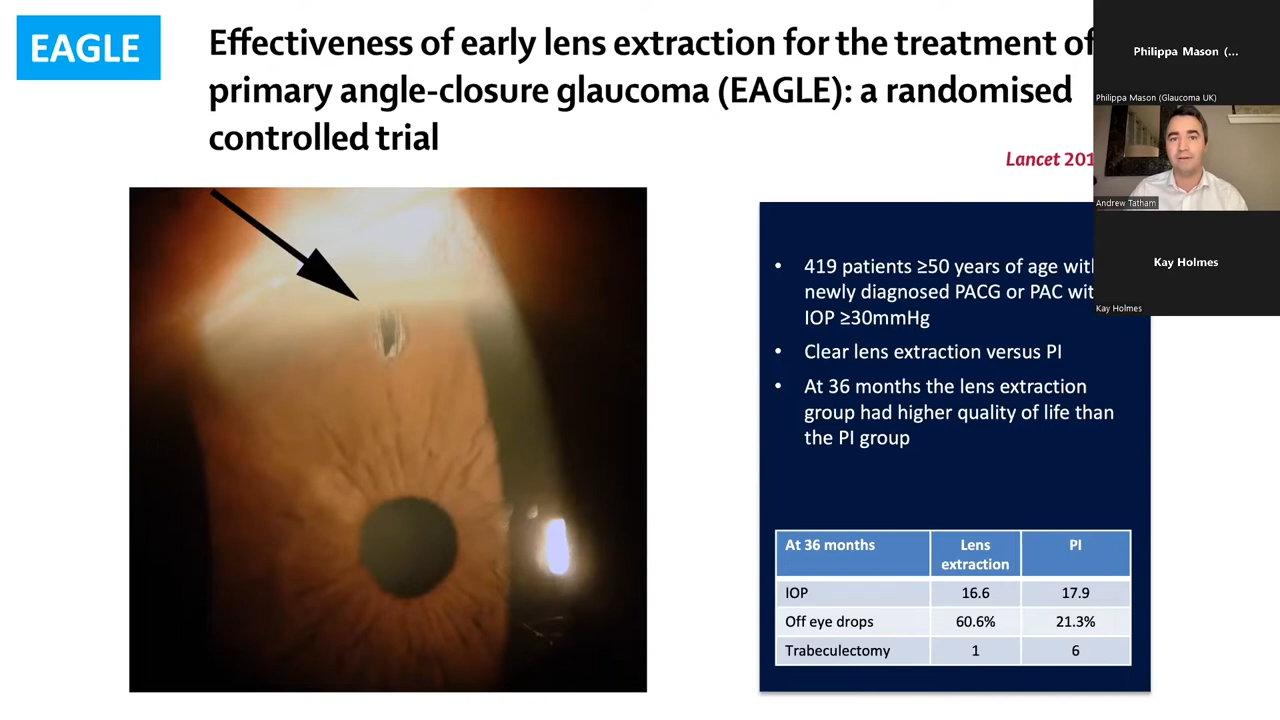 EAGLE
Effectiveness of early lens extraction for the treatment of
primary angle-closure glaucoma (EAGLE): a randomised
controlled trial
Lancet 201
Philippa Mason (...
Philippa Mason (Glaucoma UK)
Andrew Tatham
Kay Holmes
Kay Holmes
• 419 patients ≥50 years of age with
newly diagnosed PACG or PAC wit
IOP ≥30mmHg
• Clear lens extraction versus PI
• At 36 months the lens extraction
group had higher quality of life than
the PI group
At 36 months Lens extraction PI
IOP 16.6 17.9
Off eye drops 60.6% 21.3%
Trabeculectomy 1 6